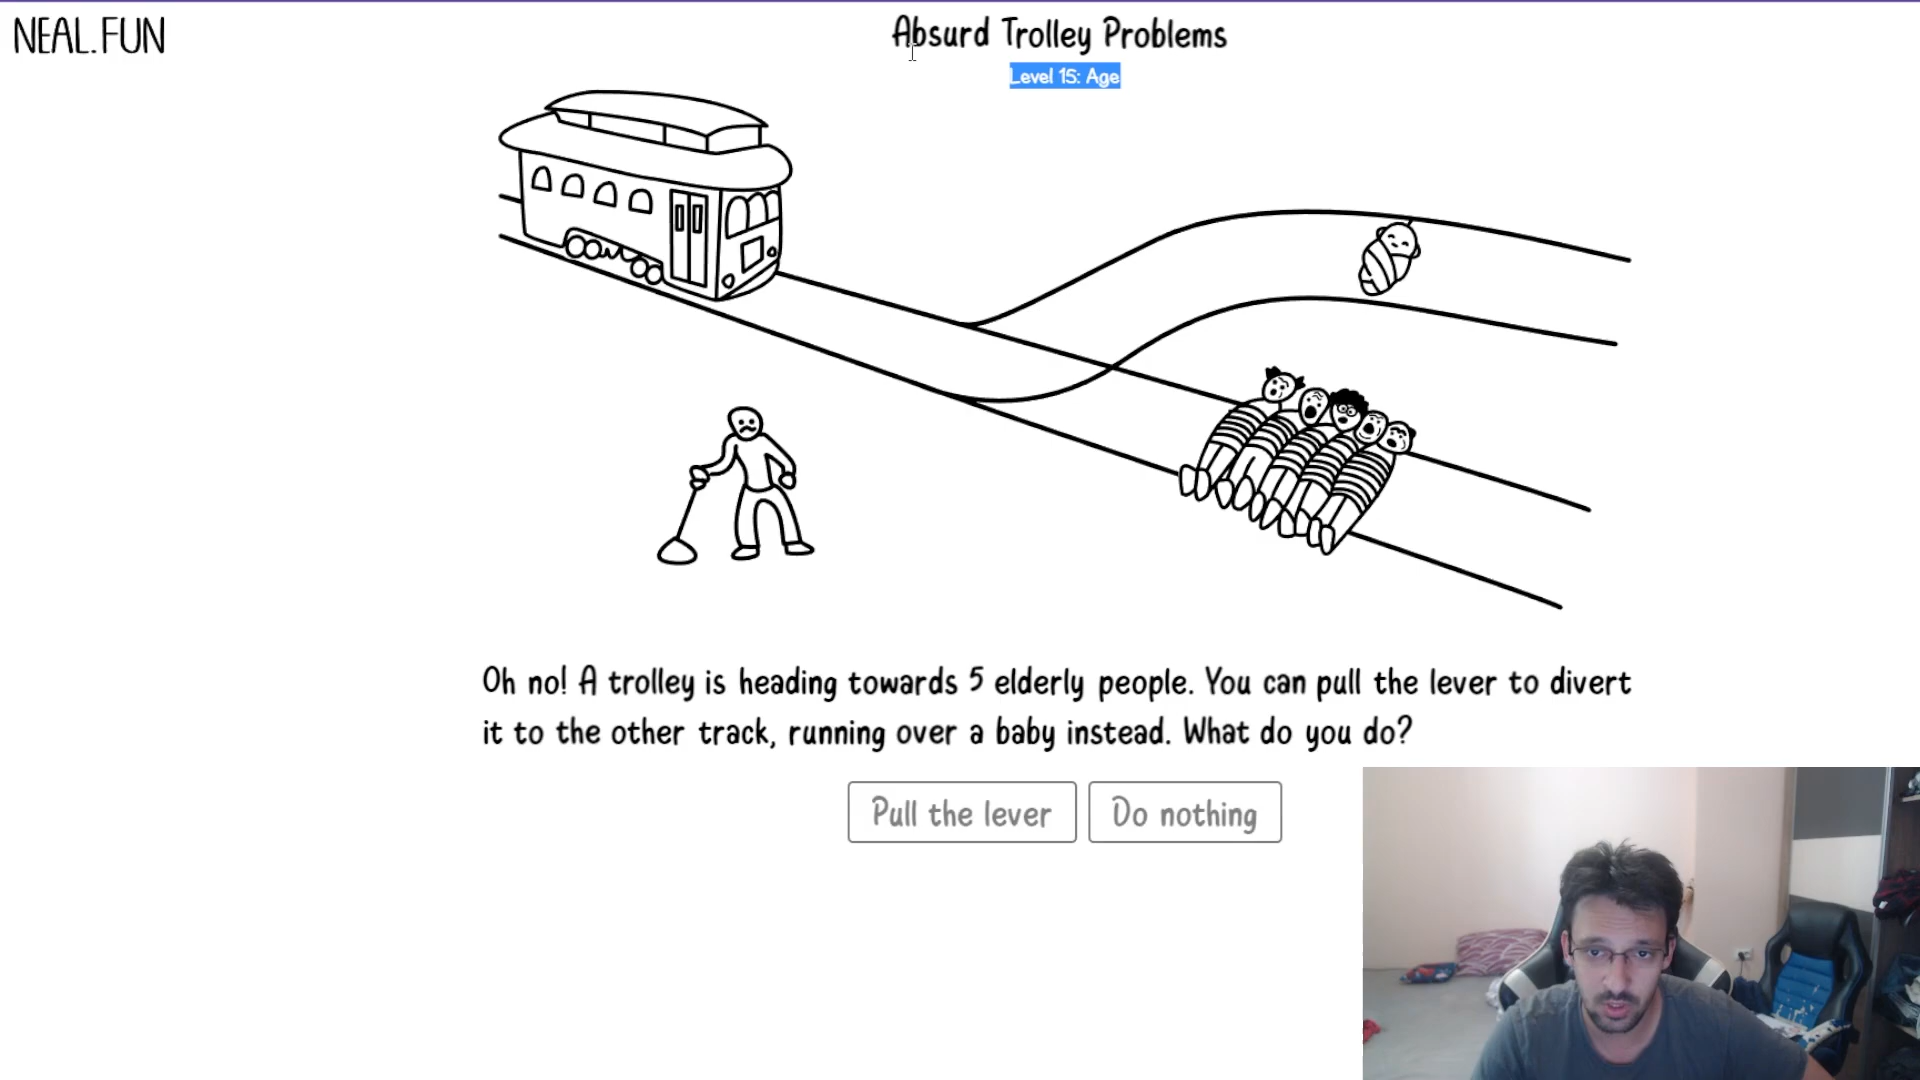 NEAL.FUN
Absurd Trolley Problems
Level 15: Age
Oh no! A trolley is heading towards 5 elderly people. You can pull the lever to divert
it to the other track, running over a baby instead. What do you do?
Pull the lever
Do nothing